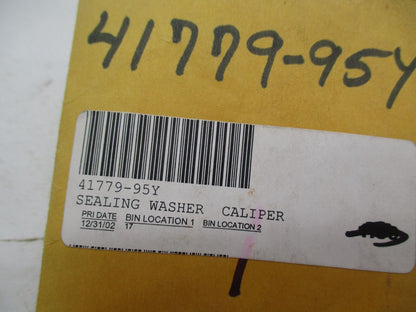 41779-95Y
41779-95Y
SEALING WASHER CALIPER
PRI DATE BIN LOCATION 1 BIN LOCATION 2
12/31/02 17